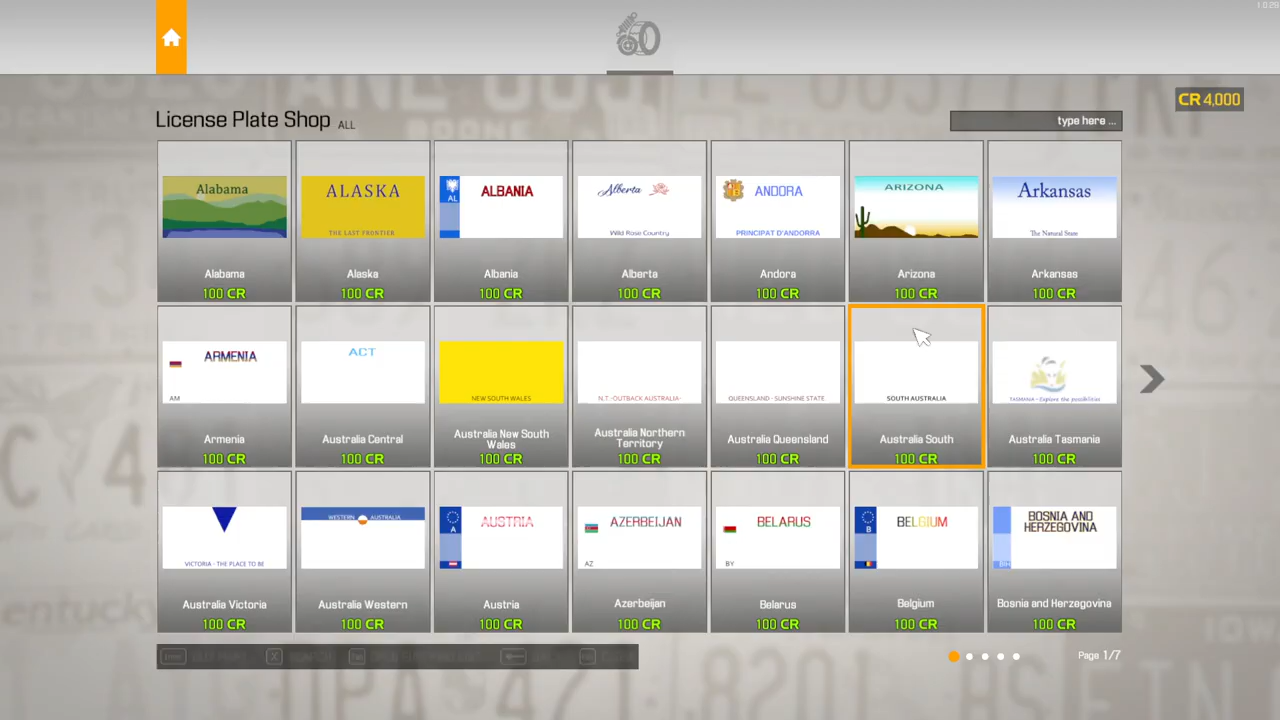 1.0.29
CR 4,000
License Plate Shop ALL
type here ...
Alabama
Alabama
100 CR
ALASKA
THE LAST FRONTIER
Alaska
100 CR
AL
ALBANIA
Albania
100 CR
Alberta
Wild Rose Country
Alberta
100 CR
ANDORA
PRINCIPAT D'ANDORRA
Andora
100 CR
ARIZONA
Arizona
100 CR
Arkansas
The Natural State
Arkansas
100 CR
ARMENIA
AM
Armenia
100 CR
ACT
Australia Central
100 CR
NEW SOUTH WALES
Australia New South
Wales
100 CR
N.T. -OUTBACK AUSTRALIA-
Australia Northern
Territory
100 CR
QUEENSLAND - SUNSHINE STATE
Australia Queensland
100 CR
SOUTH AUSTRALIA
Australia South
100 CR
TASMANIA - Explore the possibilities
Australia Tasmania
100 CR
VICTORIA - THE PLACE TO BE
Australia Victoria
100 CR
WESTERN AUSTRALIA
Australia Western
100 CR
A
AUSTRIA
Austria
100 CR
AZERBEIJAN
AZ
Azerbeijan
100 CR
BELARUS
BY
Belarus
100 CR
B
BELGIUM
Belgium
100 CR
BOSNIA AND
HERZEGOVINA
BIH
Bosnia and Herzegovina
100 CR
Page 1/7